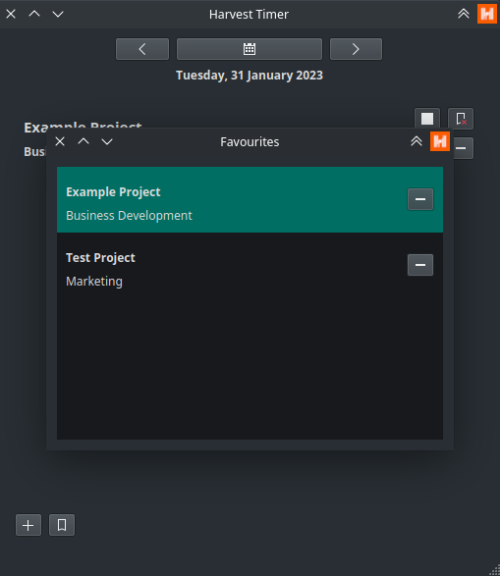 Harvest Timer
Tuesday, 31 January 2023
Example Project
Bus
Favourites
Example Project
Business Development
Test Project
Marketing